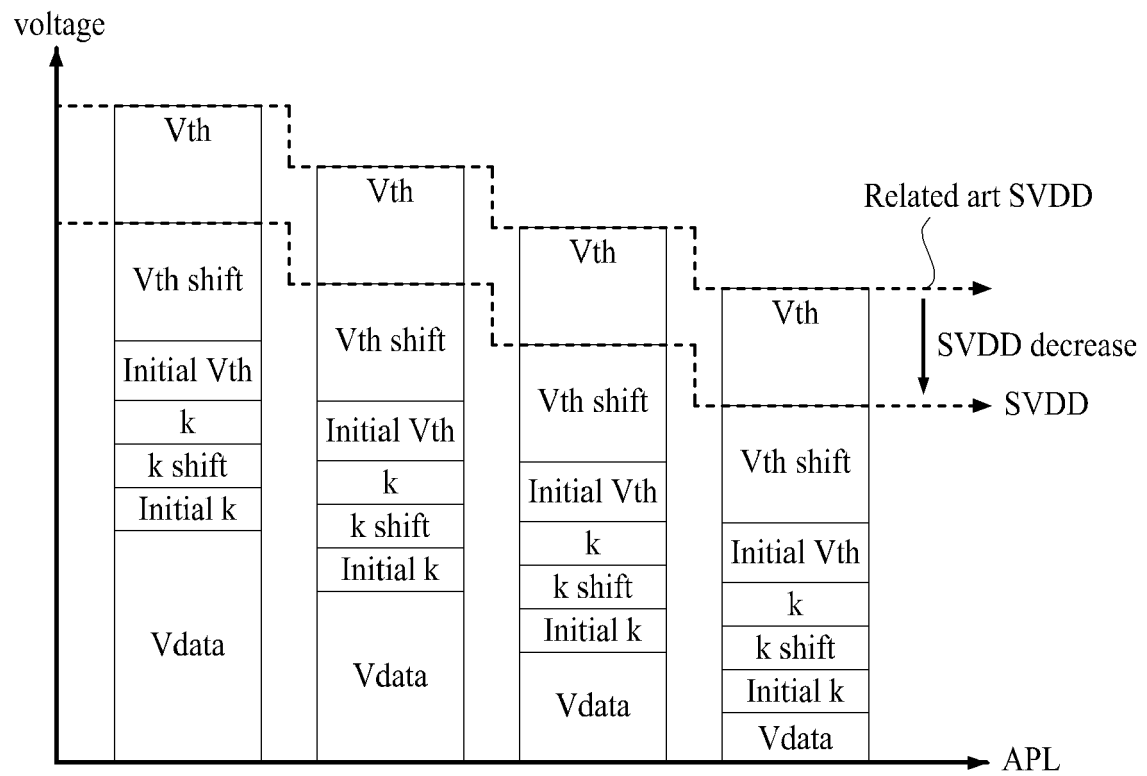 voltage
Vth
Vth shift
Initial Vth
k
k shift
Initial k
Vdata
Vth
Vth shift
Initial Vth
k
k shift
Initial k
Vdata
Vth
Vth shift
Initial Vth
k
k shift
Initial k
Vdata
Vth
Vth shift
Initial Vth
k
k shift
Initial k
Vdata
Related art SVDD
SVDD decrease
SVDD
APL